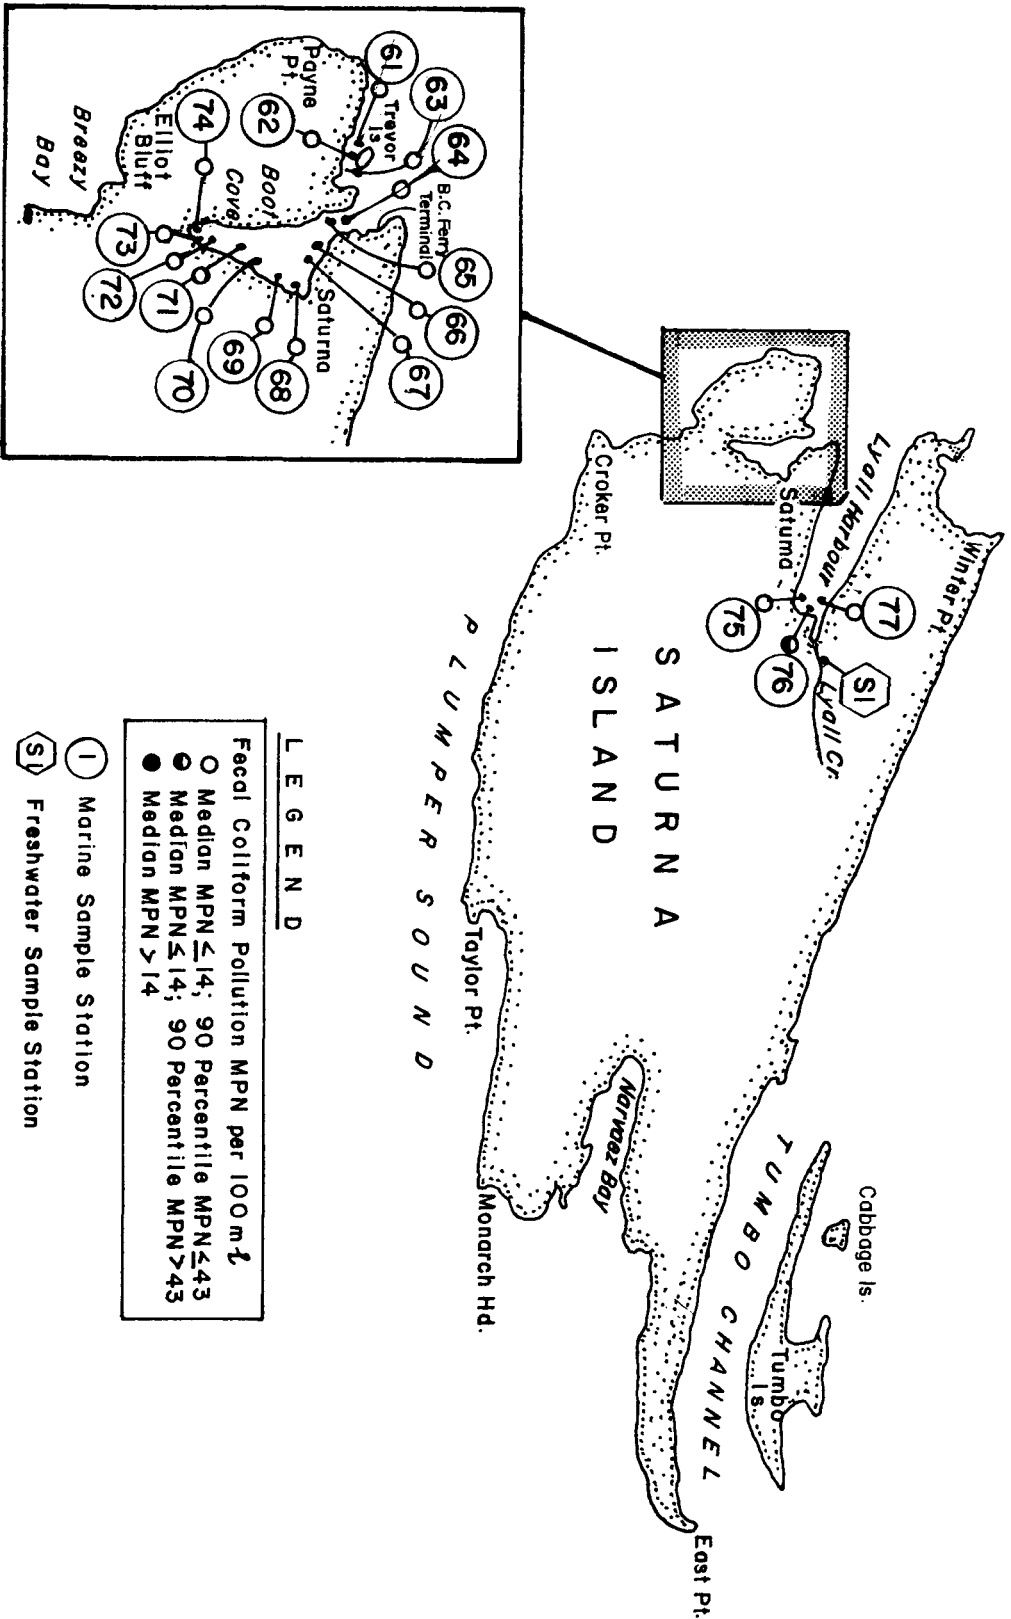 61
63
64
Payne
Pt.
Trevor
Is
62
B.C. Ferry
Terminal
65
74
Elliot
Bluff
Boot
Cove
Breezy
Bay
66
Saturna
67
73
72
71
70
69
68
Winter Pt.
Lyall Harbour
Saturna
77
75
76
S1
Lyall Cr.
Croker Pt.
SATURNA
ISLAND
PLUMPER SOUND
Taylor Pt.
Narvaez Bay
Monarch Hd.
TUMBO CHANNEL
Cabbage Is.
Tumbo
Is
East Pt.
LEGEND
Fecal Coliform Pollution MPN per 100 ml
Median MPN ≤ 14; 90 Percentile MPN ≤ 43
Median MPN ≤ 14; 90 Percentile MPN > 43
Median MPN > 14
1 Marine Sample Station
S1 Freshwater Sample Station